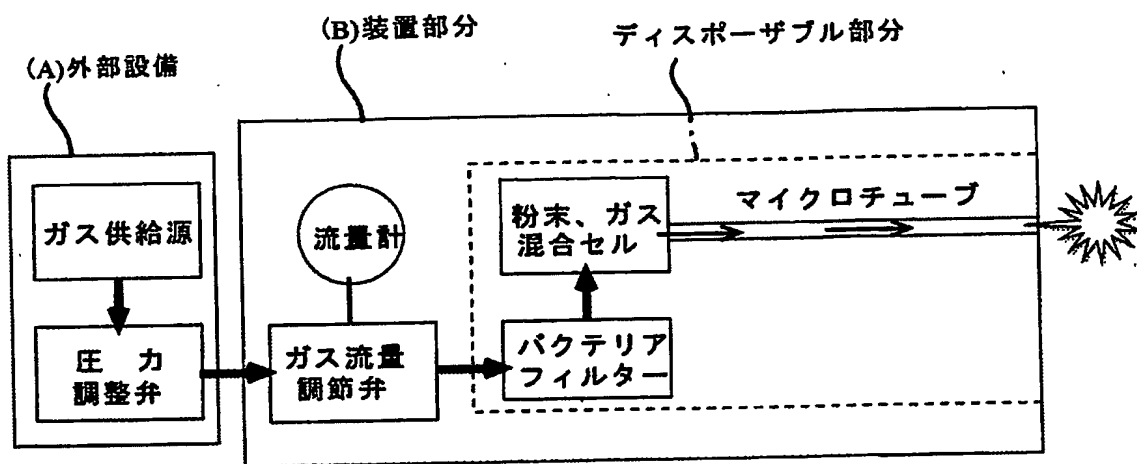 (A)外部設備
(B)装置部分
ディスポーザブル部分
ガス供給源
圧 力
調整弁
流量計
ガス流量
調節弁
粉末、ガス
混合セル
バクテリア
フィルター
マイクロチューブ